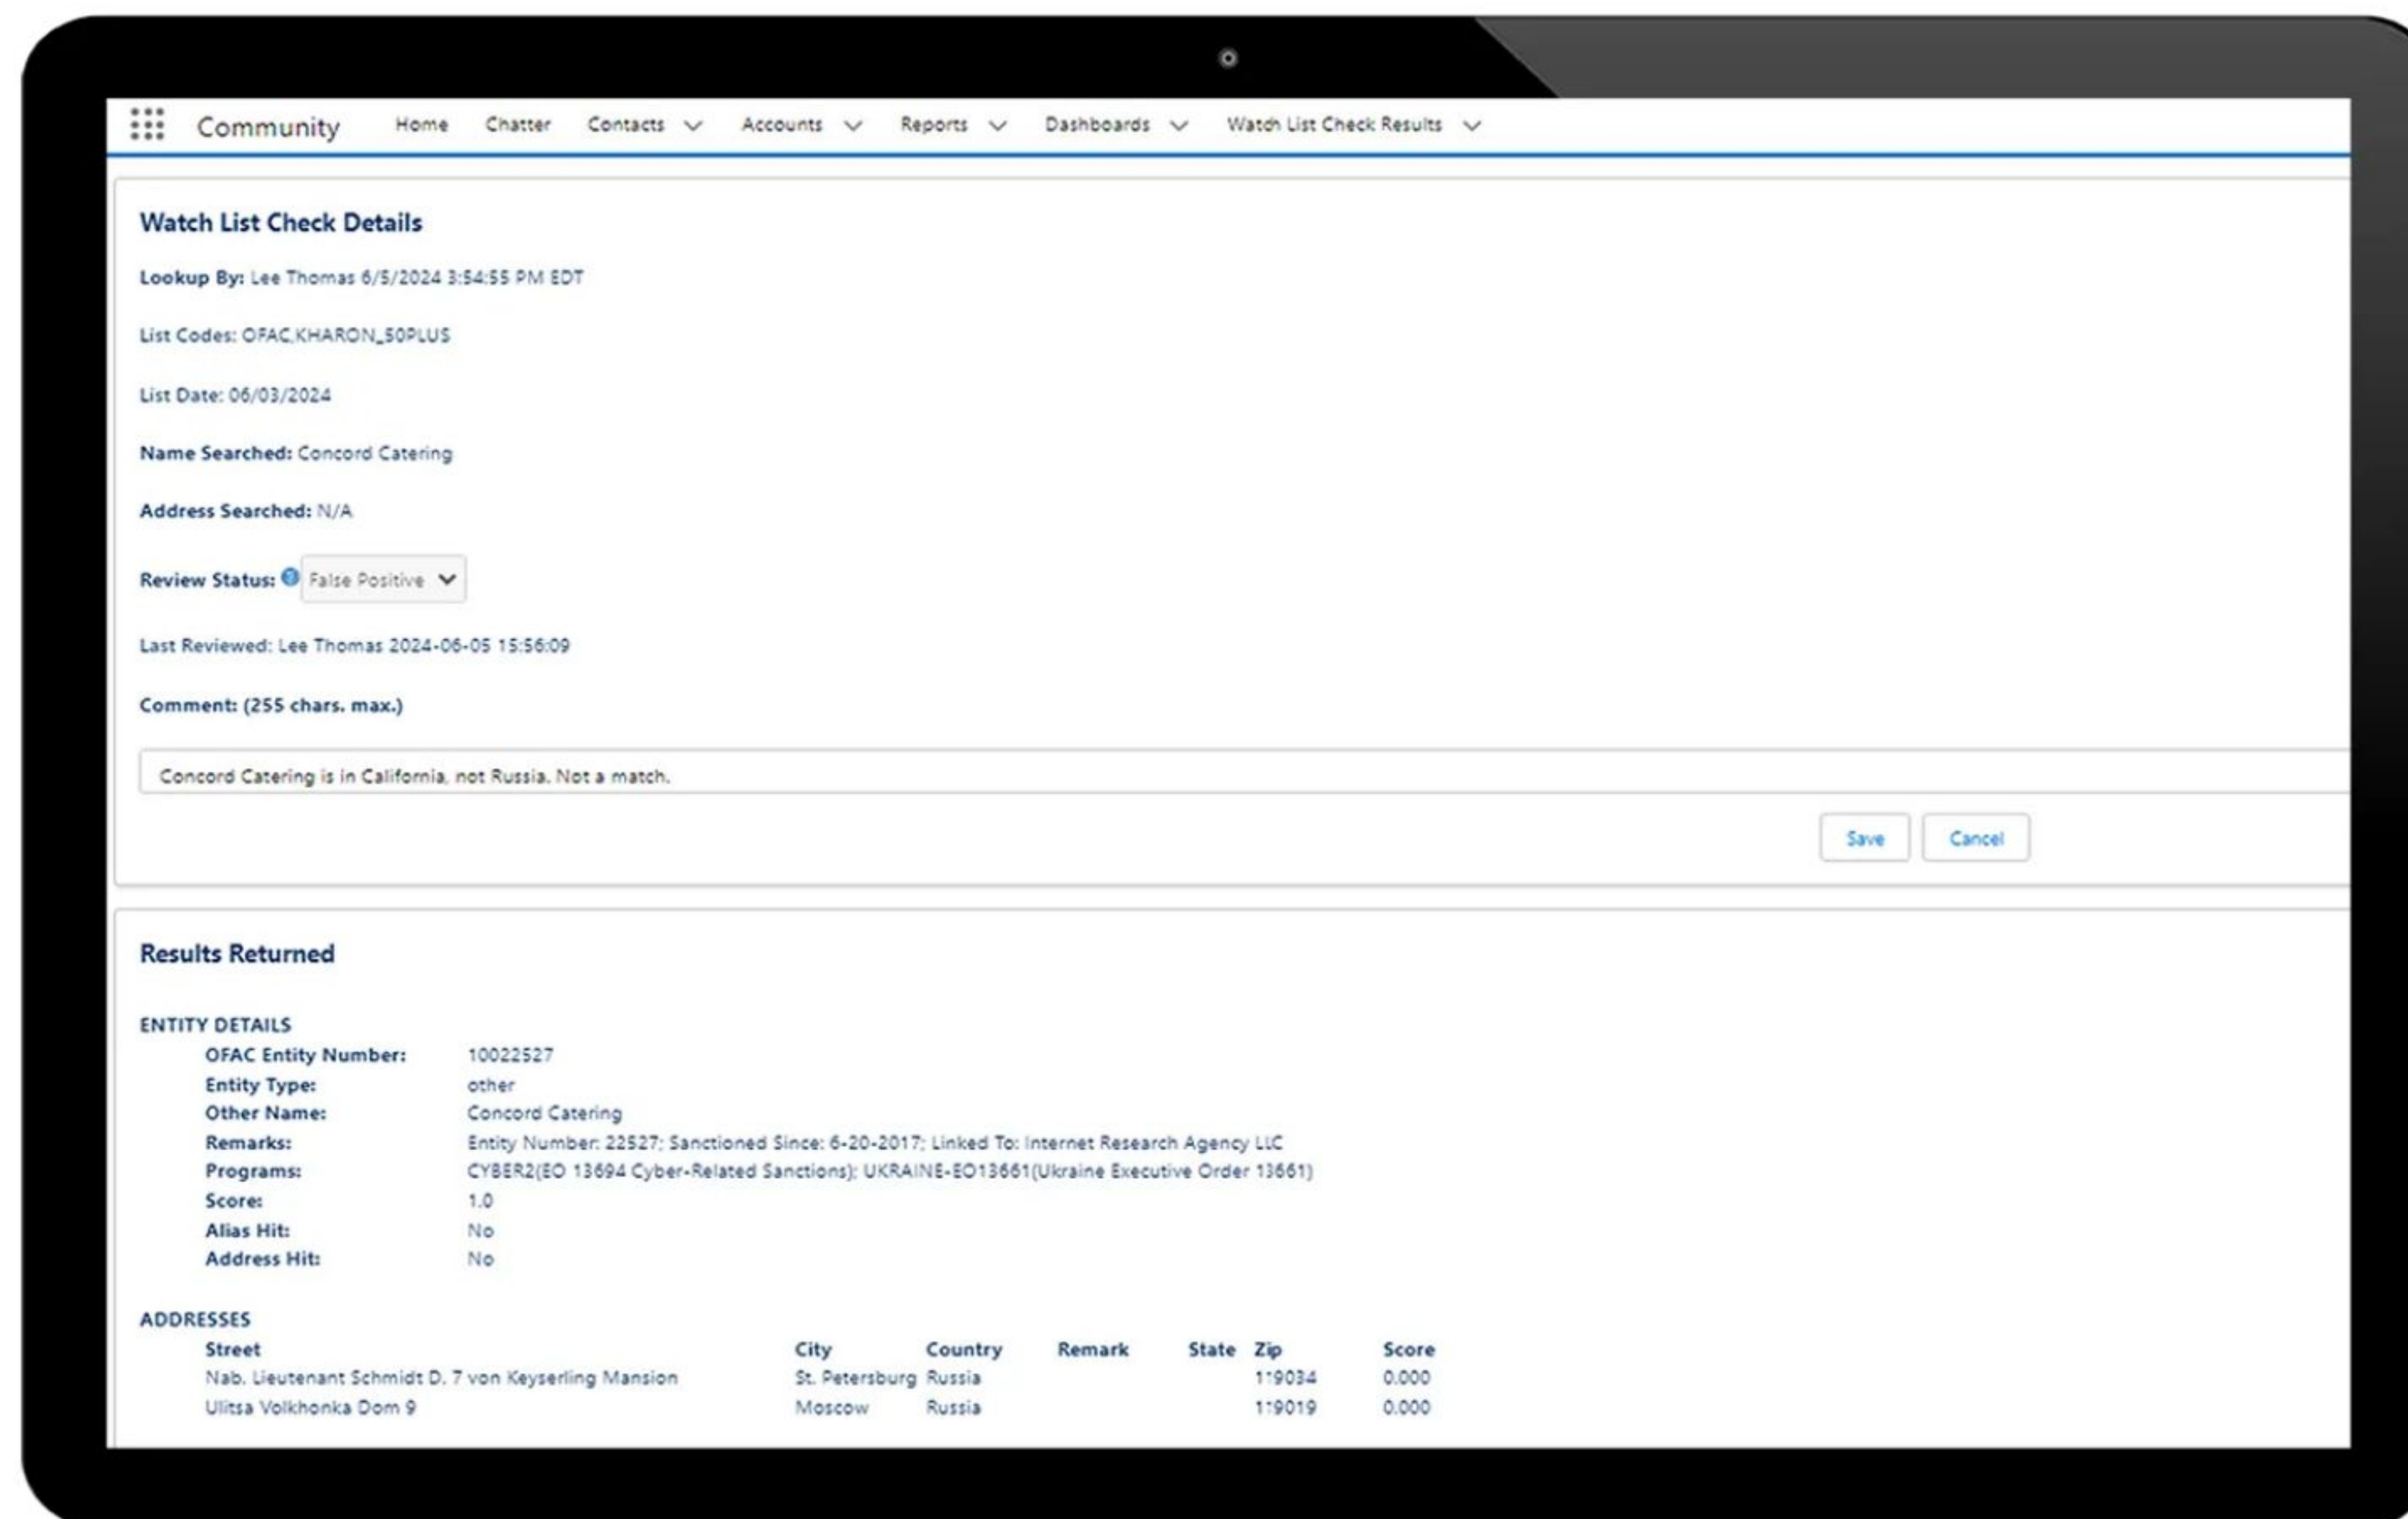 Community Home Chatter Contacts Accounts Reports Dashboards Watch List Check Results
Watch List Check Details
Lookup By: Lee Thomas 6/5/2024 3:54:55 PM EDT
List Codes: OFAC,KHARON_50PLUS
List Date: 06/03/2024
Name Searched: Concord Catering
Address Searched: N/A
Review Status: ? False Positive
Last Reviewed: Lee Thomas 2024-06-05 15:56:09
Comment: (255 chars. max.)
Concord Catering is in California, not Russia. Not a match.
Save Cancel
Results Returned
ENTITY DETAILS
OFAC Entity Number: 10022527
Entity Type: other
Other Name: Concord Catering
Remarks: Entity Number: 22527; Sanctioned Since: 6-20-2017; Linked To: Internet Research Agency LLC
Programs: CYBER2(EO 13694 Cyber-Related Sanctions); UKRAINE-EO13661(Ukraine Executive Order 13661)
Score: 1.0
Alias Hit: No
Address Hit: No
ADDRESSES
Street City Country Remark State Zip Score
Nab. Lieutenant Schmidt D. 7 von Keyserling Mansion St. Petersburg Russia 119034 0.000
Ulitsa Volkhonka Dom 9 Moscow Russia 119019 0.000